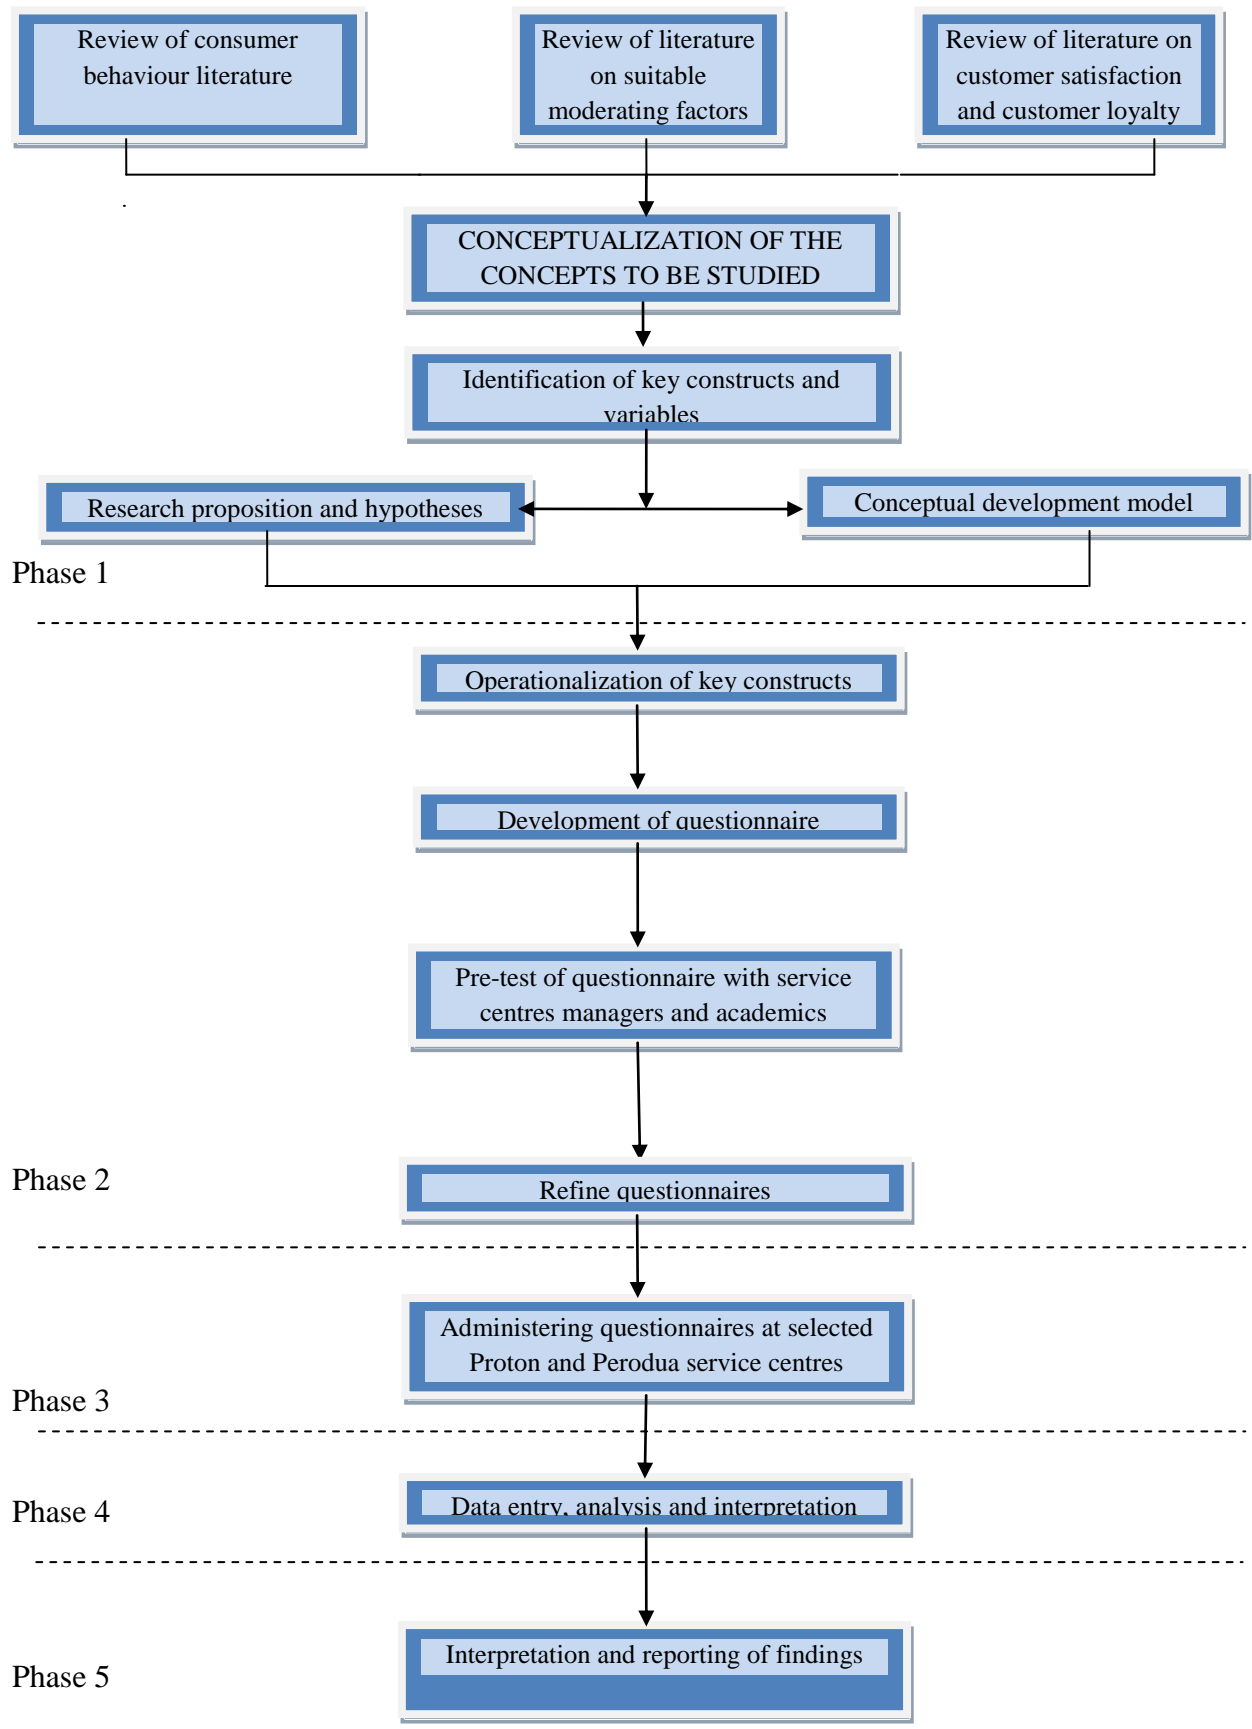 Review of consumer
behaviour literature
Review of literature
on suitable
moderating factors
Review of literature on
customer satisfaction
and customer loyalty
CONCEPTUALIZATION OF THE
CONCEPTS TO BE STUDIED
Identification of key constructs and
variables
Research proposition and hypotheses
Conceptual development model
Phase 1
Operationalization of key constructs
Development of questionnaire
Pre-test of questionnaire with service
centres managers and academics
Phase 2
Refine questionnaires
Administering questionnaires at selected
Proton and Perodua service centres
Phase 3
Data entry, analysis and interpretation
Phase 4
Interpretation and reporting of findings
Phase 5